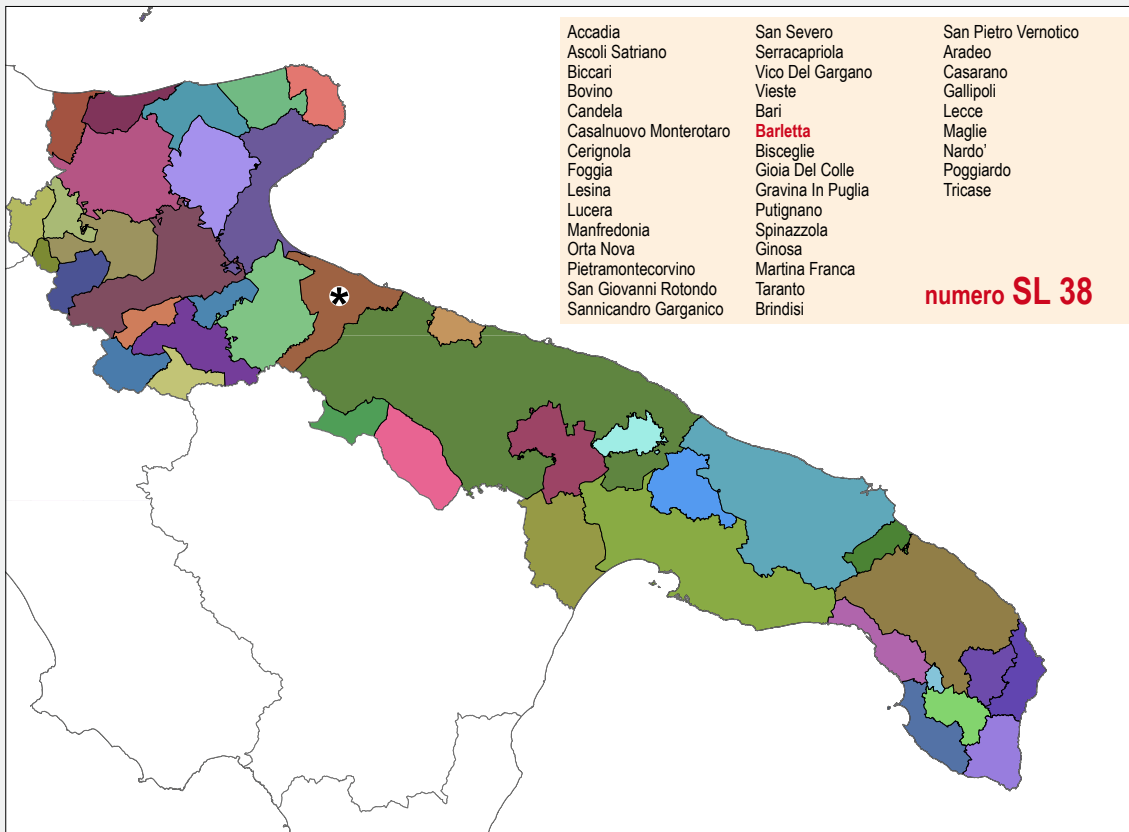 Accadia
Ascoli Satriano
Biccari
Bovino
Candela
Casalnuovo Monterotaro
Cerignola
Foggia
Lesina
Lucera
Manfredonia
Orta Nova
Pietramontecorvino
San Giovanni Rotondo
Sannicandro Garganico
San Severo
Serracapriola
Vico Del Gargano
Vieste
Bari
Barletta
Bisceglie
Gioia Del Colle
Gravina In Puglia
Putignano
Spinazzola
Ginosa
Martina Franca
Taranto
Brindisi
San Pietro Vernotico
Aradeo
Casarano
Gallipoli
Lecce
Maglie
Nardo'
Poggiardo
Tricase
numero SL 38
*